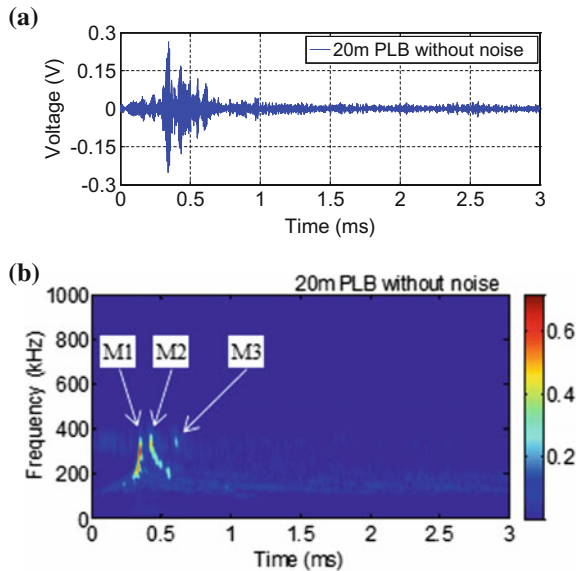 (a)
0.3
0.15
0
-0.15
-0.3
Voltage (V)
20m PLB without noise
0 0.5 1 1.5 2 2.5 3
Time (ms)
(b)
20m PLB without noise
1000
800
600
400
200
0
Frequency (kHz)
M1 M2 M3
0.6
0.4
0.2
0 0.5 1 1.5 2 2.5 3
Time (ms)